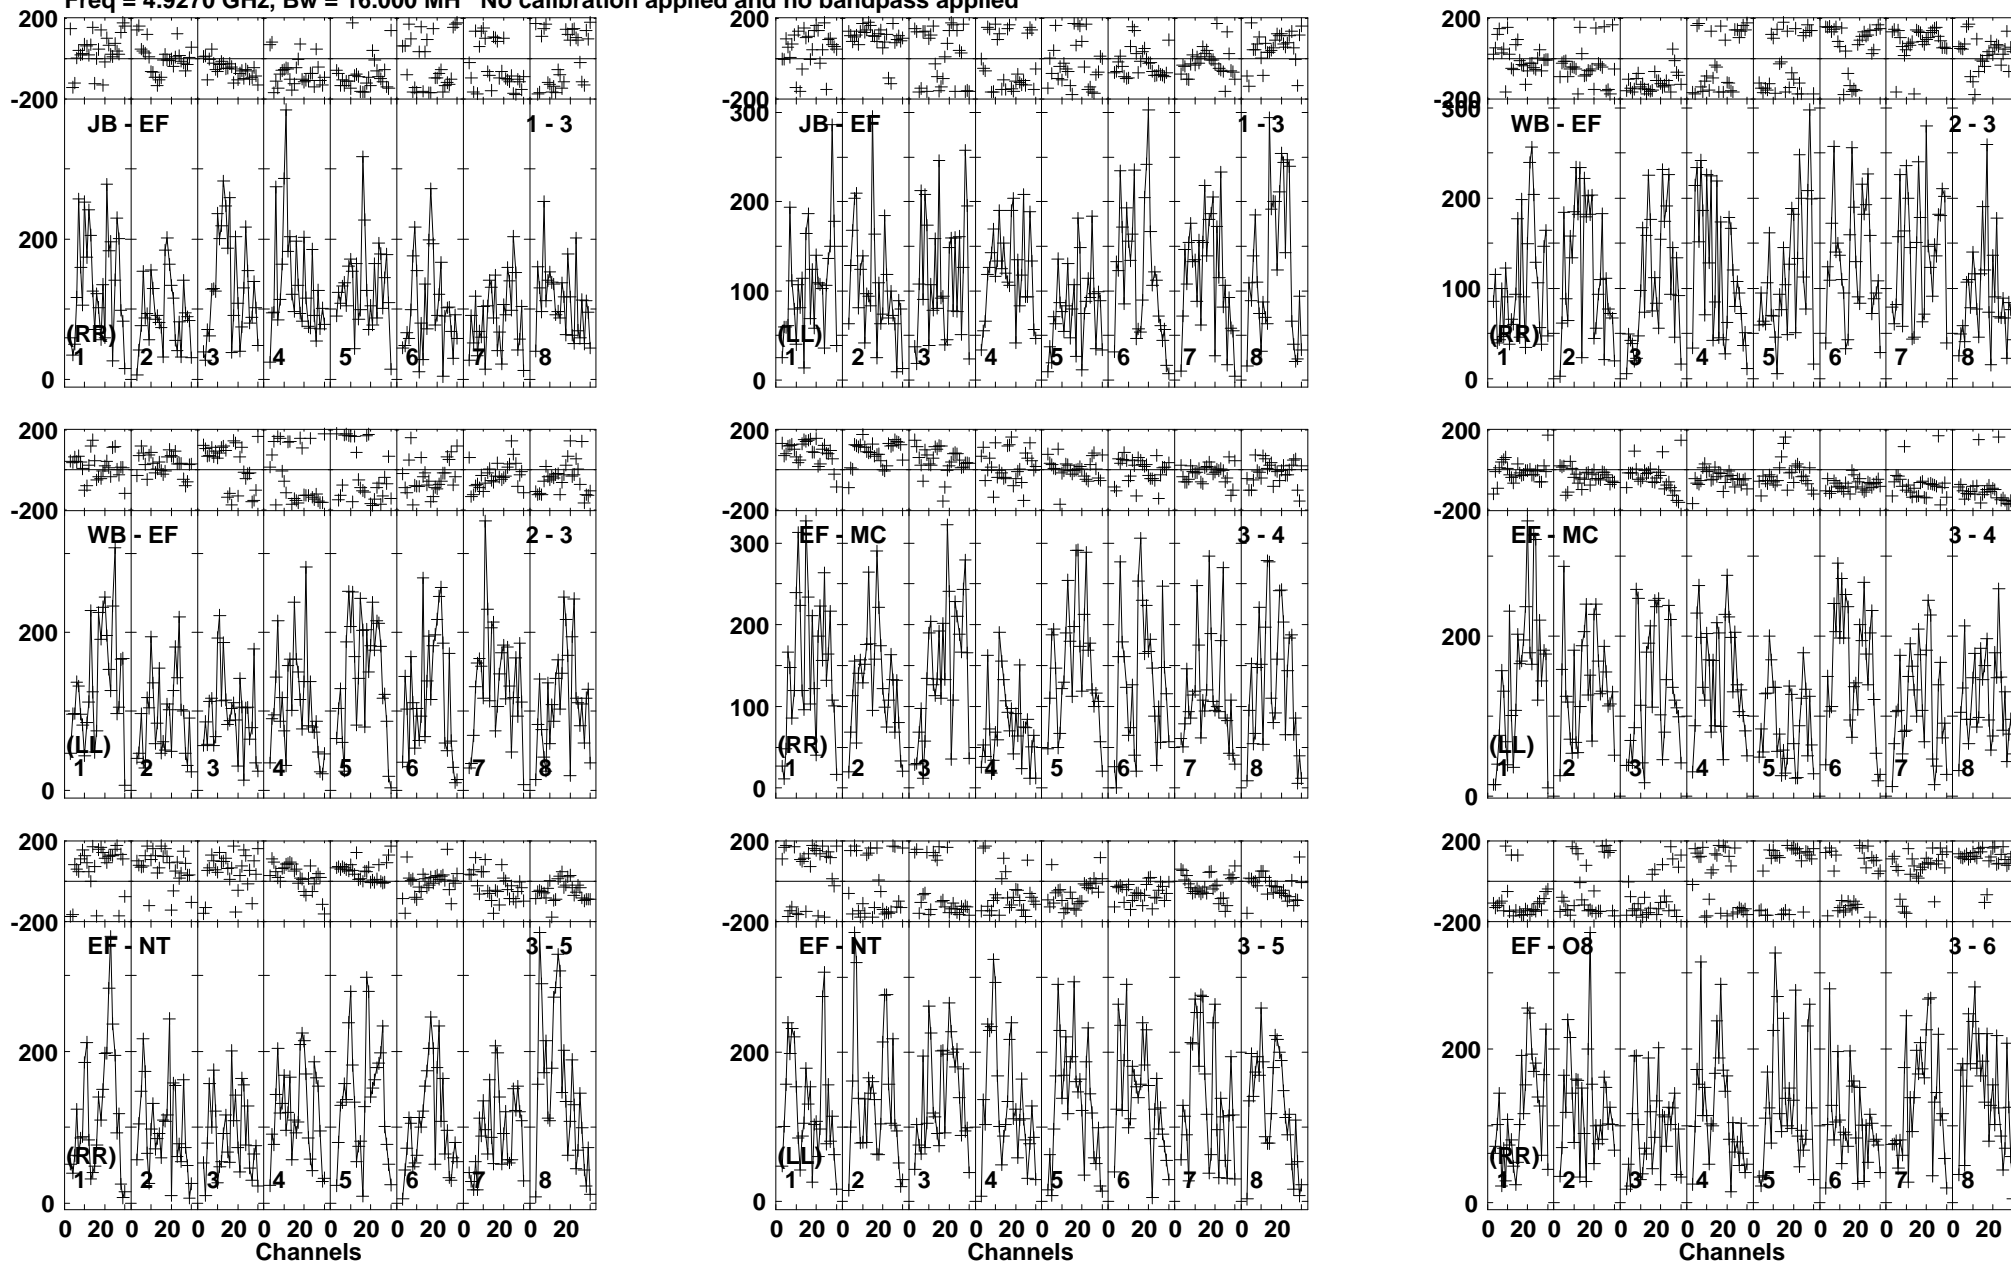 Freq = 4.9270 GHz, Bw = 16.000 MH No calibration applied and no bandpass applied
200 200 200
-200 -200 -200
JB - EF 1 - 3 JB - EF 1 - 3 WB - EF 2 - 3
300 300
200 200 200
100 100
(RR) (LL) (RR)
1 2 3 4 5 6 7 8 1 2 3 4 5 6 7 8 1 2 3 4 5 6 7 8
0 0 0
200 200 200
-200 -200 -200
WB - EF 2 - 3 EF - MC 3 - 4 EF - MC 3 - 4
300
200 200 200
100
(LL) (RR) (LL)
1 2 3 4 5 6 7 8 1 2 3 4 5 6 7 8 1 2 3 4 5 6 7 8
0 0 0
200 200 200
-200 -200 -200
EF - NT 3 - 5 EF - NT 3 - 5 EF - O8 3 - 6
200 200 200
(RR) (LL) (RR)
1 2 3 4 5 6 7 8 1 2 3 4 5 6 7 8 1 2 3 4 5 6 7 8
0 0 0
0 20 0 20 0 20 0 20 0 20 0 20 0 20 0 20 0 20 0 20 0 20 0 20 0 20 0 20 0 20 0 20 0 20 0 20 0 20 0 20 0 20 0 20 0 20 0 20
Channels Channels Channels